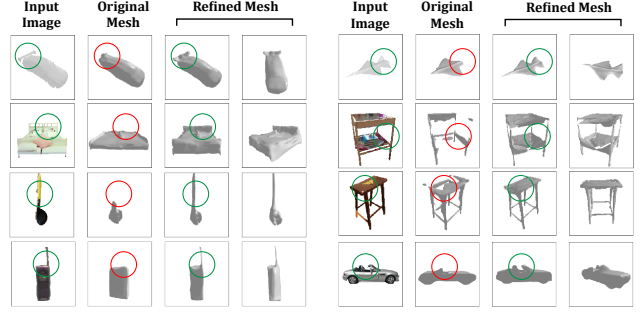 Input
Image
Original
Mesh
Refined Mesh
Input
Image
Original
Mesh
Refined Mesh